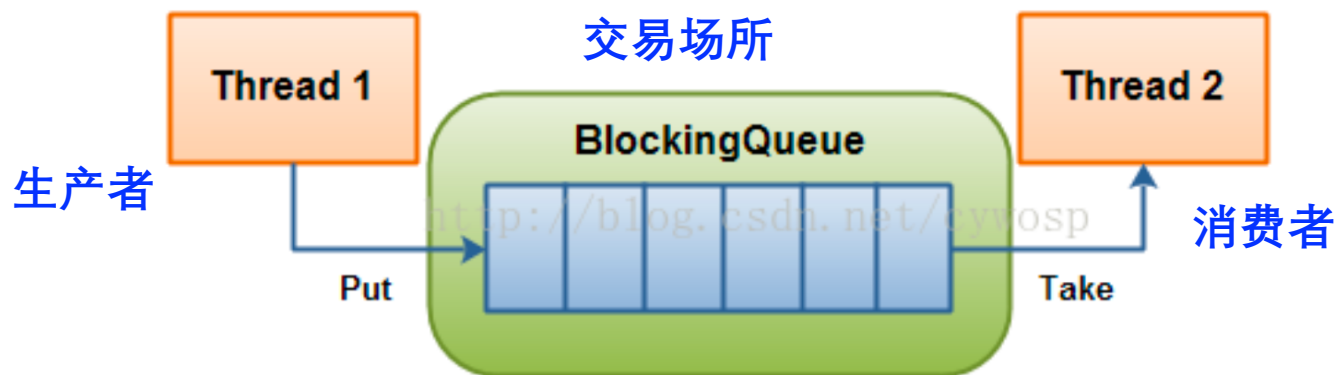 交易场所
Thread 1
Thread 2
BlockingQueue
生产者
http://blog.csdn.net/cywosp
消费者
Put
Take